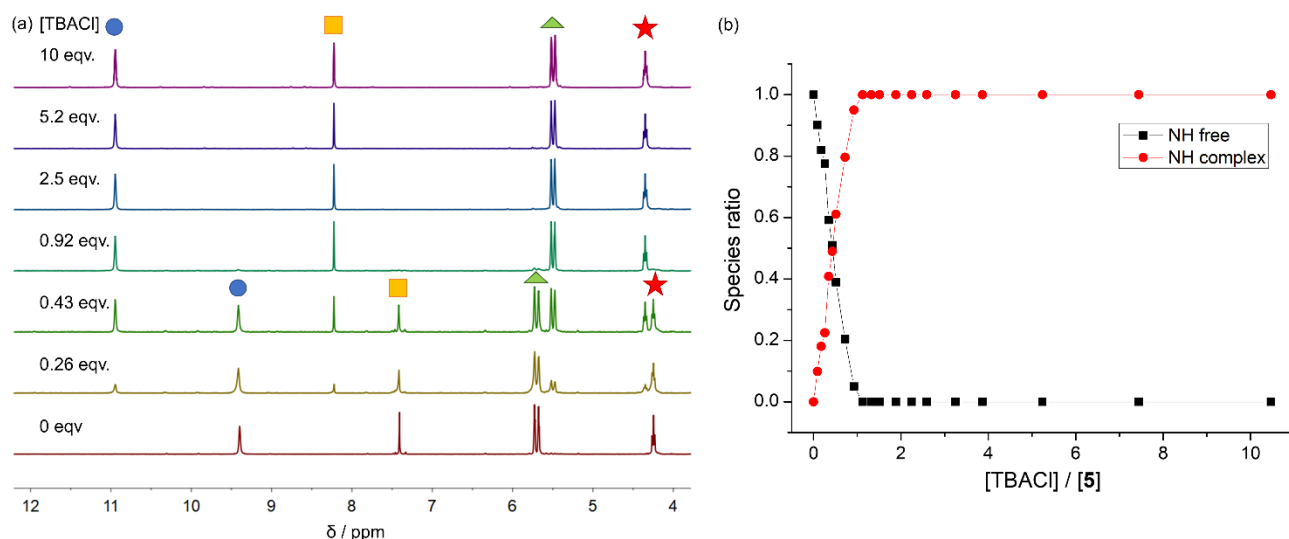 (a) [TBACl]
10 eqv.
5.2 eqv.
2.5 eqv.
0.92 eqv.
0.43 eqv.
0.26 eqv.
0 eqv
12 11 10 9 8 7 6 5 4
δ / ppm
(b)
1.0
0.8
0.6
0.4
0.2
0.0
Species ratio
NH free
NH complex
0 2 4 6 8 10
[TBACl] / [5]